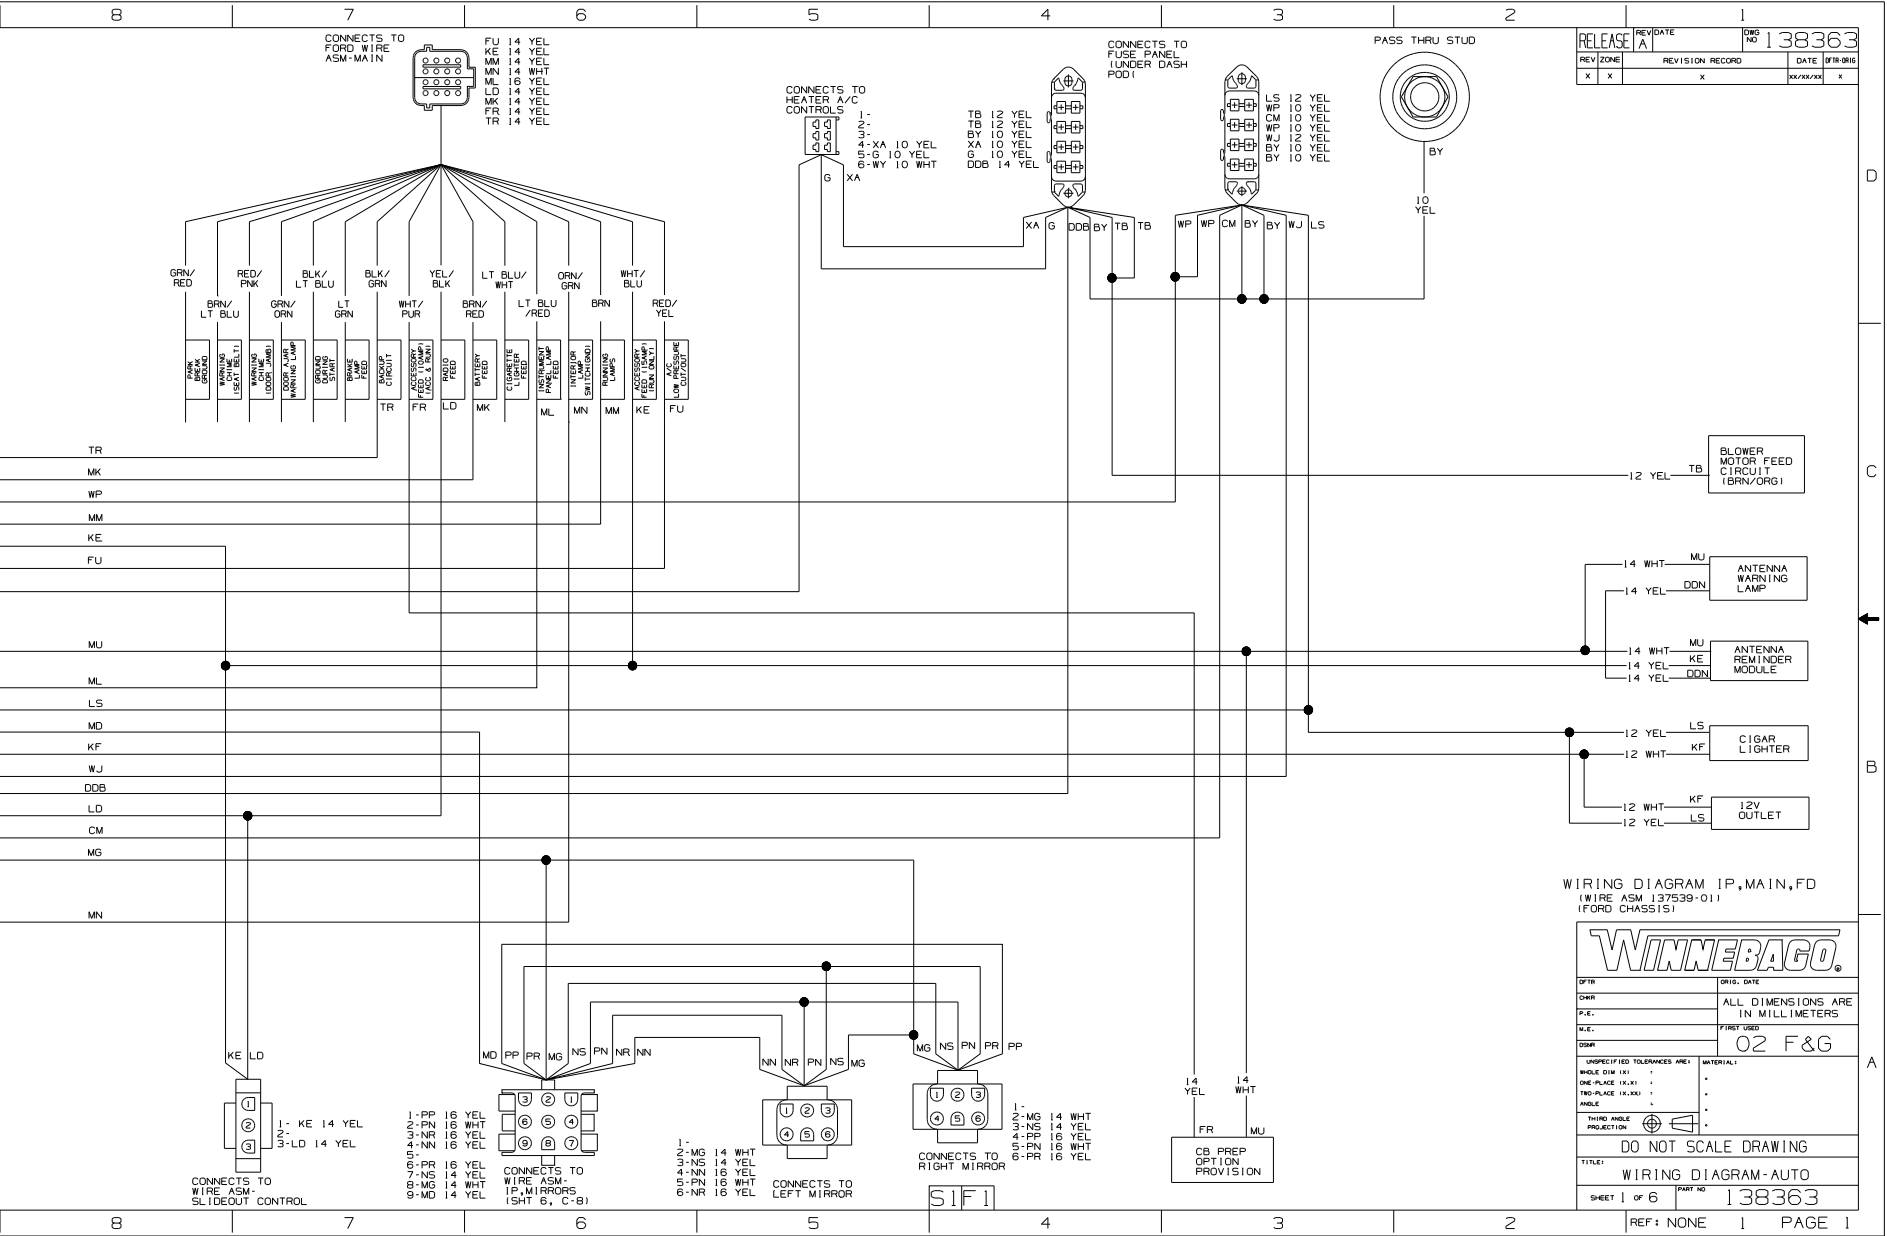 8 7 6 5 4 3 2 1
CONNECTS TO
FORD WIRE
ASM-MAIN
FU 14 YEL
KE 14 YEL
MM 14 YEL
MN 14 WHT
ML 16 YEL
LD 14 YEL
MK 14 YEL
FR 14 YEL
TR 14 YEL
CONNECTS TO
HEATER A/C
CONTROLS
1-
2-
3-
4-XA 10 YEL
5-G 10 YEL
6-WY 10 WHT
G XA
CONNECTS TO
FUSE PANEL
(UNDER DASH
POD(
TB 12 YEL
TB 12 YEL
BY 10 YEL
XA 10 YEL
G 10 YEL
DDB 14 YEL
XA G DDB BY TB TB
LS 12 YEL
WP 10 YEL
CM 10 YEL
WP 10 YEL
WJ 12 YEL
BY 10 YEL
BY 10 YEL
WP WP CM BY BY WJ LS
PASS THRU STUD
BY
10
YEL
RELEASE
REV
A
DATE
DWG
NO
138363
REV ZONE REVISION RECORD DATE DFTR-ORIG
X X X XX/XX/XX X
D
GRN/
RED
BRN/
LT BLU
RED/
PNK
GRN/
ORN
BLK/
LT BLU
LT
GRN
BLK/
GRN
WHT/
PUR
YEL/
BLK
BRN/
RED
LT BLU/
WHT
LT BLU
/RED
ORN/
GRN
BRN
WHT/
BLU
RED/
YEL
PARK
BREAK
GROUND
WARNING
CHIME
(SEAT BELT)
WARNING
CHIME
(DOOR JAMB)
DOOR AJAR
WARNING LAMP
GROUND
DURING
START
BRAKE
LAMP
FEED
BACKUP
CIRCUIT
ACCESSORY
FEED (10AMP)
(ACC & RUN)
RADIO
FEED
BATTERY
FEED
CIGARETTE
LIGHTER
FEED
INSTRUMENT
PANEL LAMP
FEED
INTERIOR
LAMP
SWITCH(GND)
RUNNING
LAMPS
ACCESSORY
FEED (15AMP)
(RUN ONLY)
A/C
LOW PRESSURE
CUT/OUT
TR FR LD MK ML MN MM KE FU
TR
MK
WP
MM
KE
FU
MU
ML
LS
MD
KF
WJ
DDB
LD
CM
MG
MN
12 YEL TB
BLOWER
MOTOR FEED
CIRCUIT
(BRN/ORG)
C
14 WHT MU
14 YEL DDN
ANTENNA
WARNING
LAMP
14 WHT MU
14 YEL KE
14 YEL DDN
ANTENNA
REMINDER
MODULE
12 YEL LS
12 WHT KF
CIGAR
LIGHTER
B
12 WHT KF
12 YEL LS
12V
OUTLET
KE LD
1
2
3
1- KE 14 YEL
2-
3-LD 14 YEL
CONNECTS TO
WIRE ASM-
SLIDEOUT CONTROL
MD PP PR MG NS PN NR NN
1-PP 16 YEL
2-PN 16 WHT
3-NR 16 YEL
4-NN 16 YEL
5-
6-PR 16 YEL
7-NS 14 YEL
8-MG 14 WHT
9-MD 14 YEL
3 2 1
6 5 4
9 8 7
CONNECTS TO
WIRE ASM-
IP,MIRRORS
(SHT 6, C-8)
NN NR PN NS MG
1 2 3
4 5 6
1-
2-MG 14 WHT
3-NS 14 YEL
4-NN 16 YEL
5-PN 16 WHT
6-NR 16 YEL
CONNECTS TO
LEFT MIRROR
MG NS PN PR PP
1 2 3
4 5 6
1-
2-MG 14 WHT
3-NS 14 YEL
4-PP 16 YEL
5-PN 16 WHT
6-PR 16 YEL
CONNECTS TO
RIGHT MIRROR
S1 F1
14
YEL
14
WHT
FR MU
CB PREP
OPTION
PROVISION
WIRING DIAGRAM IP,MAIN,FD
(WIRE ASM 137539-01)
(FORD CHASSIS)
WINNEBAGO
DFTR
CHKR
P.E.
M.E.
DSNR
ORIG. DATE
ALL DIMENSIONS ARE
IN MILLIMETERS
FIRST USED
02 F&G
UNSPECIFIED TOLERANCES ARE:
WHOLE DIM (X)
ONE-PLACE (X.X)
TWO-PLACE (X.XX)
ANGLE
MATERIAL:
THIRD ANGLE
PROJECTION
A
DO NOT SCALE DRAWING
TITLE:
WIRING DIAGRAM-AUTO
SHEET 1 OF 6
PART NO
138363
8 7 6 5 4 3 2
REF: NONE 1 PAGE 1